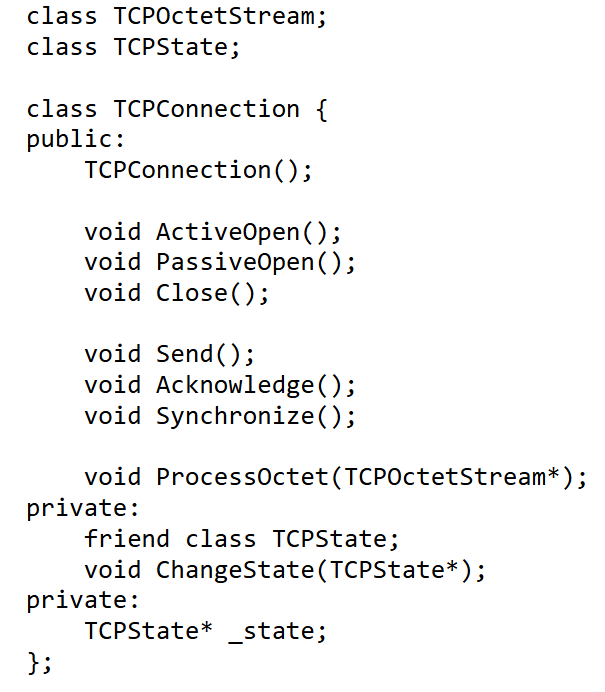 class TCPOctetStream;
class TCPState;

class TCPConnection {
public:
    TCPConnection();

    void ActiveOpen();
    void PassiveOpen();
    void Close();

    void Send();
    void Acknowledge();
    void Synchronize();

    void ProcessOctet(TCPOctetStream*);
private:
    friend class TCPState;
    void ChangeState(TCPState*);
private:
    TCPState* _state;
};